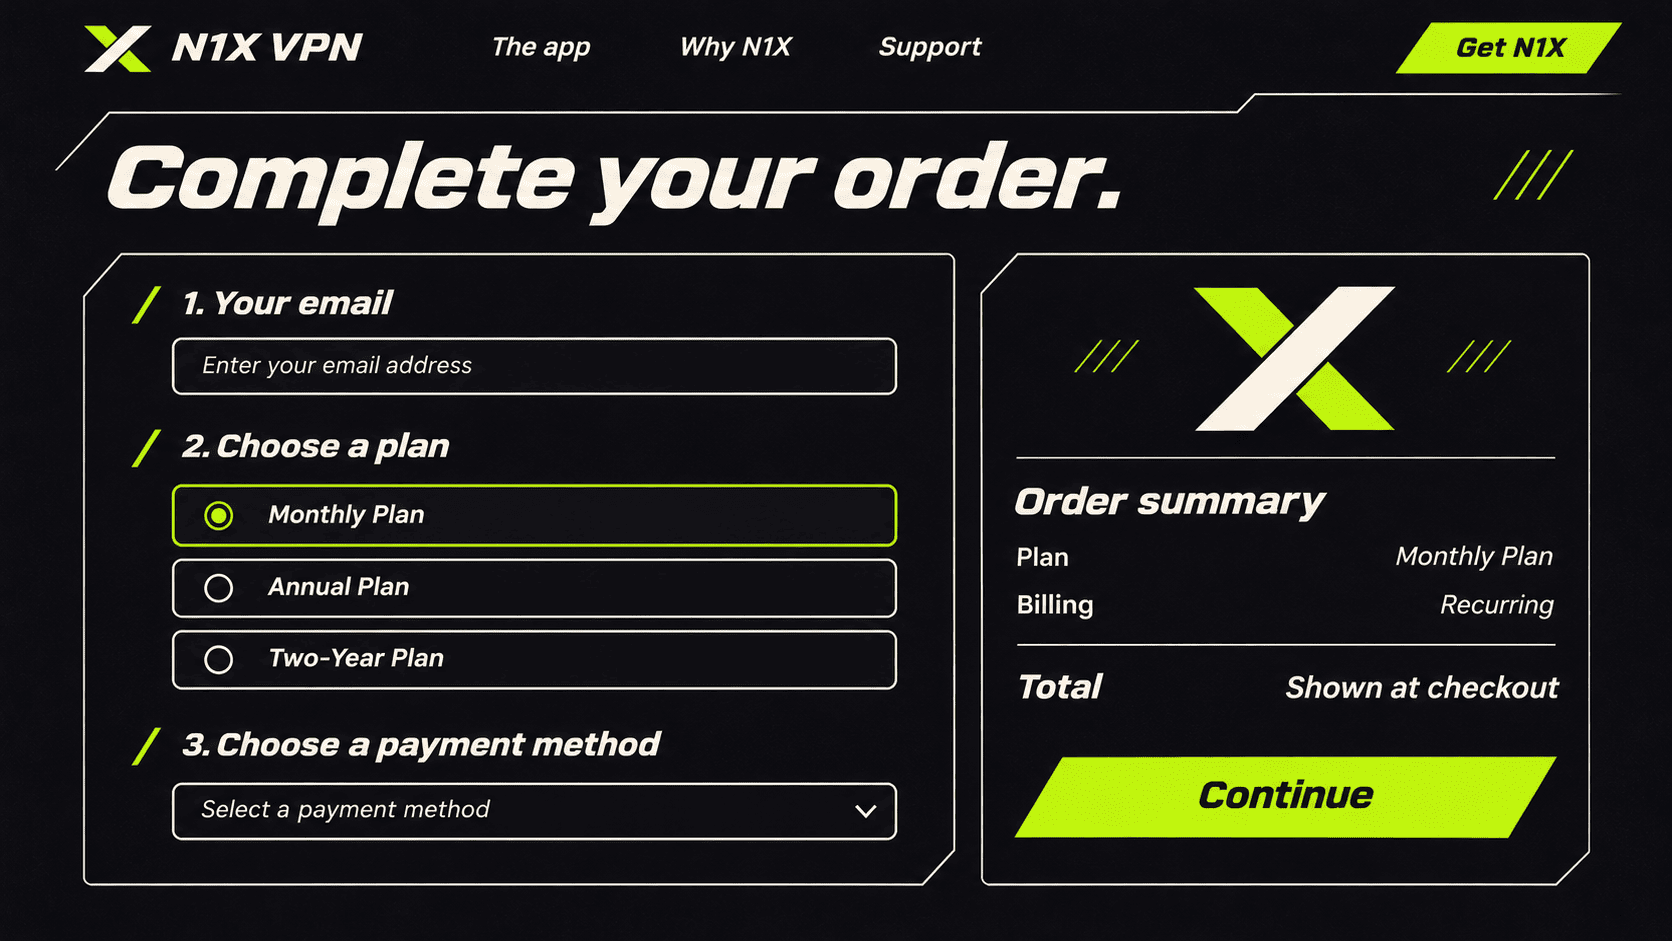 N1X VPN
The app
Why N1X
Support
Get N1X
Complete your order.
1. Your email
Enter your email address
2. Choose a plan
Monthly Plan
Annual Plan
Two-Year Plan
3. Choose a payment method
Select a payment method
Order summary
Plan Monthly Plan
Billing Recurring
Total Shown at checkout
Continue